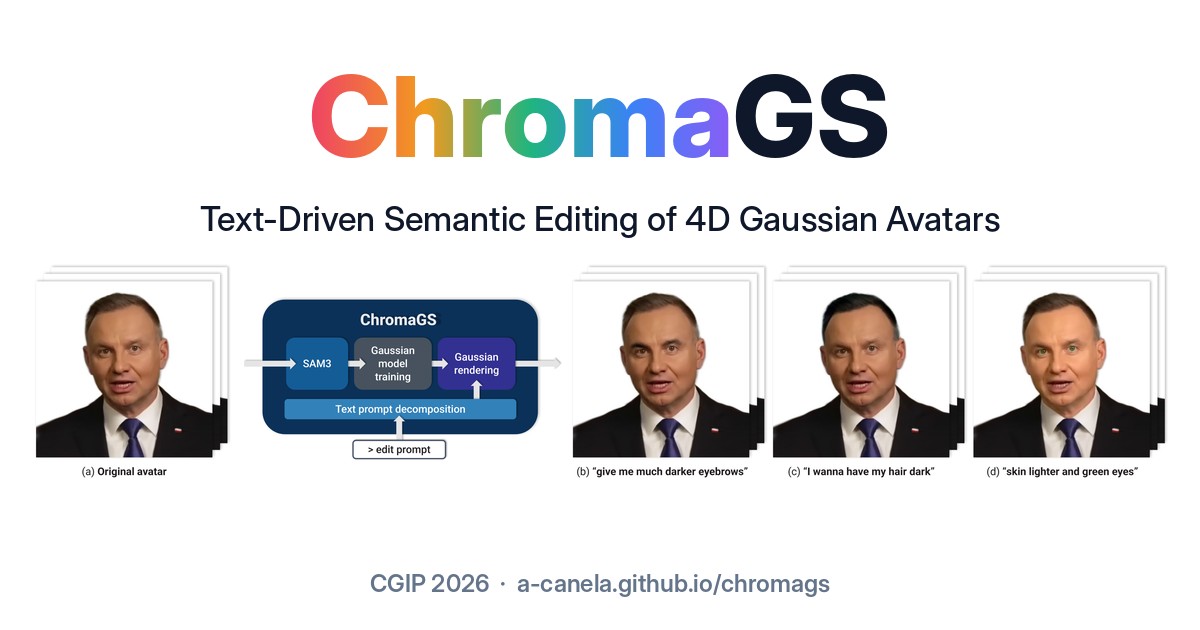 ChromaGS
Text-Driven Semantic Editing of 4D Gaussian Avatars
ChromaGS
SAM3
Gaussian
model
training
Gaussian
rendering
Text prompt decomposition
> edit prompt
(a) Original avatar
(b) “give me much darker eyebrows”
(c) “I wanna have my hair dark”
(d) “skin lighter and green eyes”
CGIP 2026 · a-canela.github.io/chromags